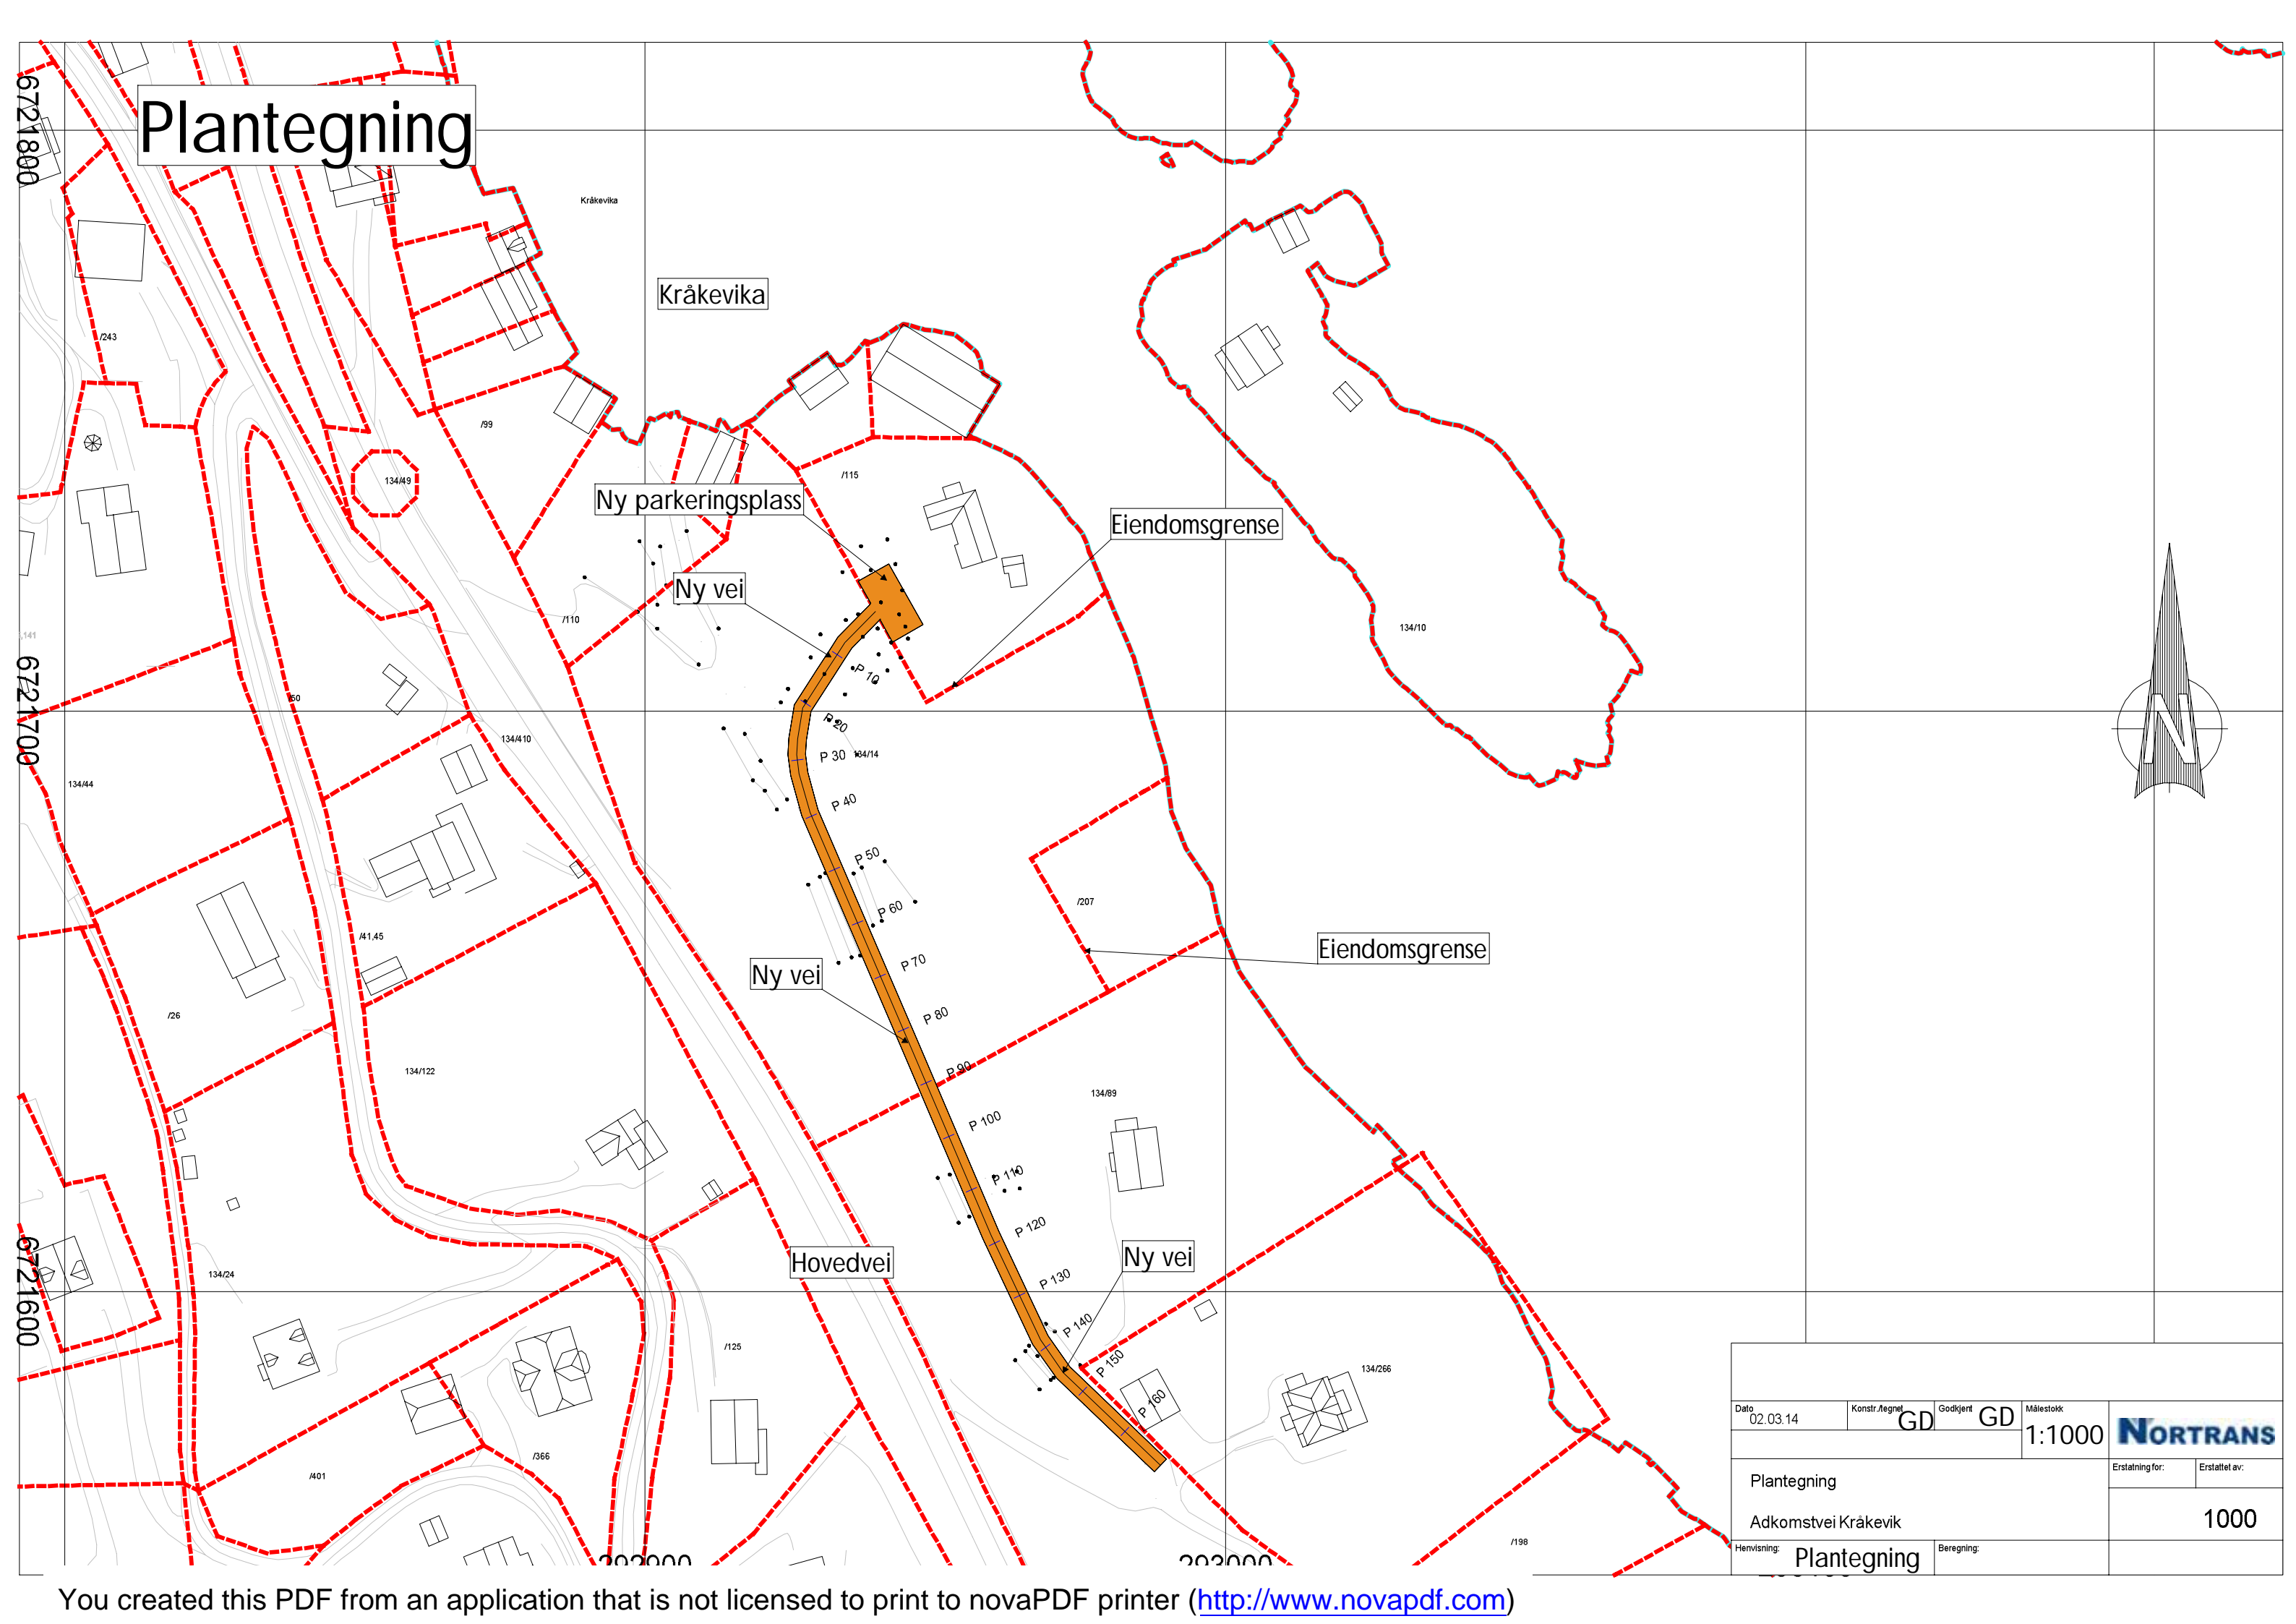 Plantegning
6721800
Kråkevika
Kråkevika
/243
/99
134/49
/115
Ny parkeringsplass
Eiendomsgrense
Ny vei
/110
134/10
,141
6721700
/50
134/410
134/44
P 10
P 20
P 30
134/14
P 40
P 50
P 60
P 70
P 80
P 90
P 100
P 110
P 120
P 130
P 140
P 150
P 160
/207
/41,45
Eiendomsgrense
Ny vei
/26
134/122
134/89
Hovedvei
Ny vei
134/24
6721600
/125
134/266
/401
/366
/198
292900
293000
N
Dato 02.03.14
Konstr./tegnet GD
Godkjent GD
Målestokk 1:1000
NORTRANS
Plantegning
Adkomstvei Kråkevik
Erstatning for:
Erstattet av:
1000
Henvisning: Plantegning
Beregning:
You created this PDF from an application that is not licensed to print to novaPDF printer (http://www.novapdf.com)